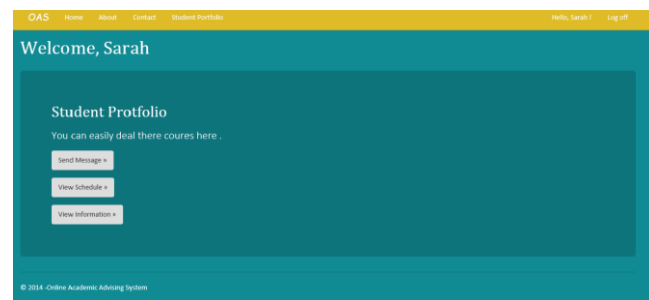 OAS Home About Contact Student Portfolio Hello, Sarah ! Log off
Welcome, Sarah
Student Protfolio
You can easily deal there coures here .
Send Message »
View Schedule »
View Information »
© 2014 -Online Academic Advising System